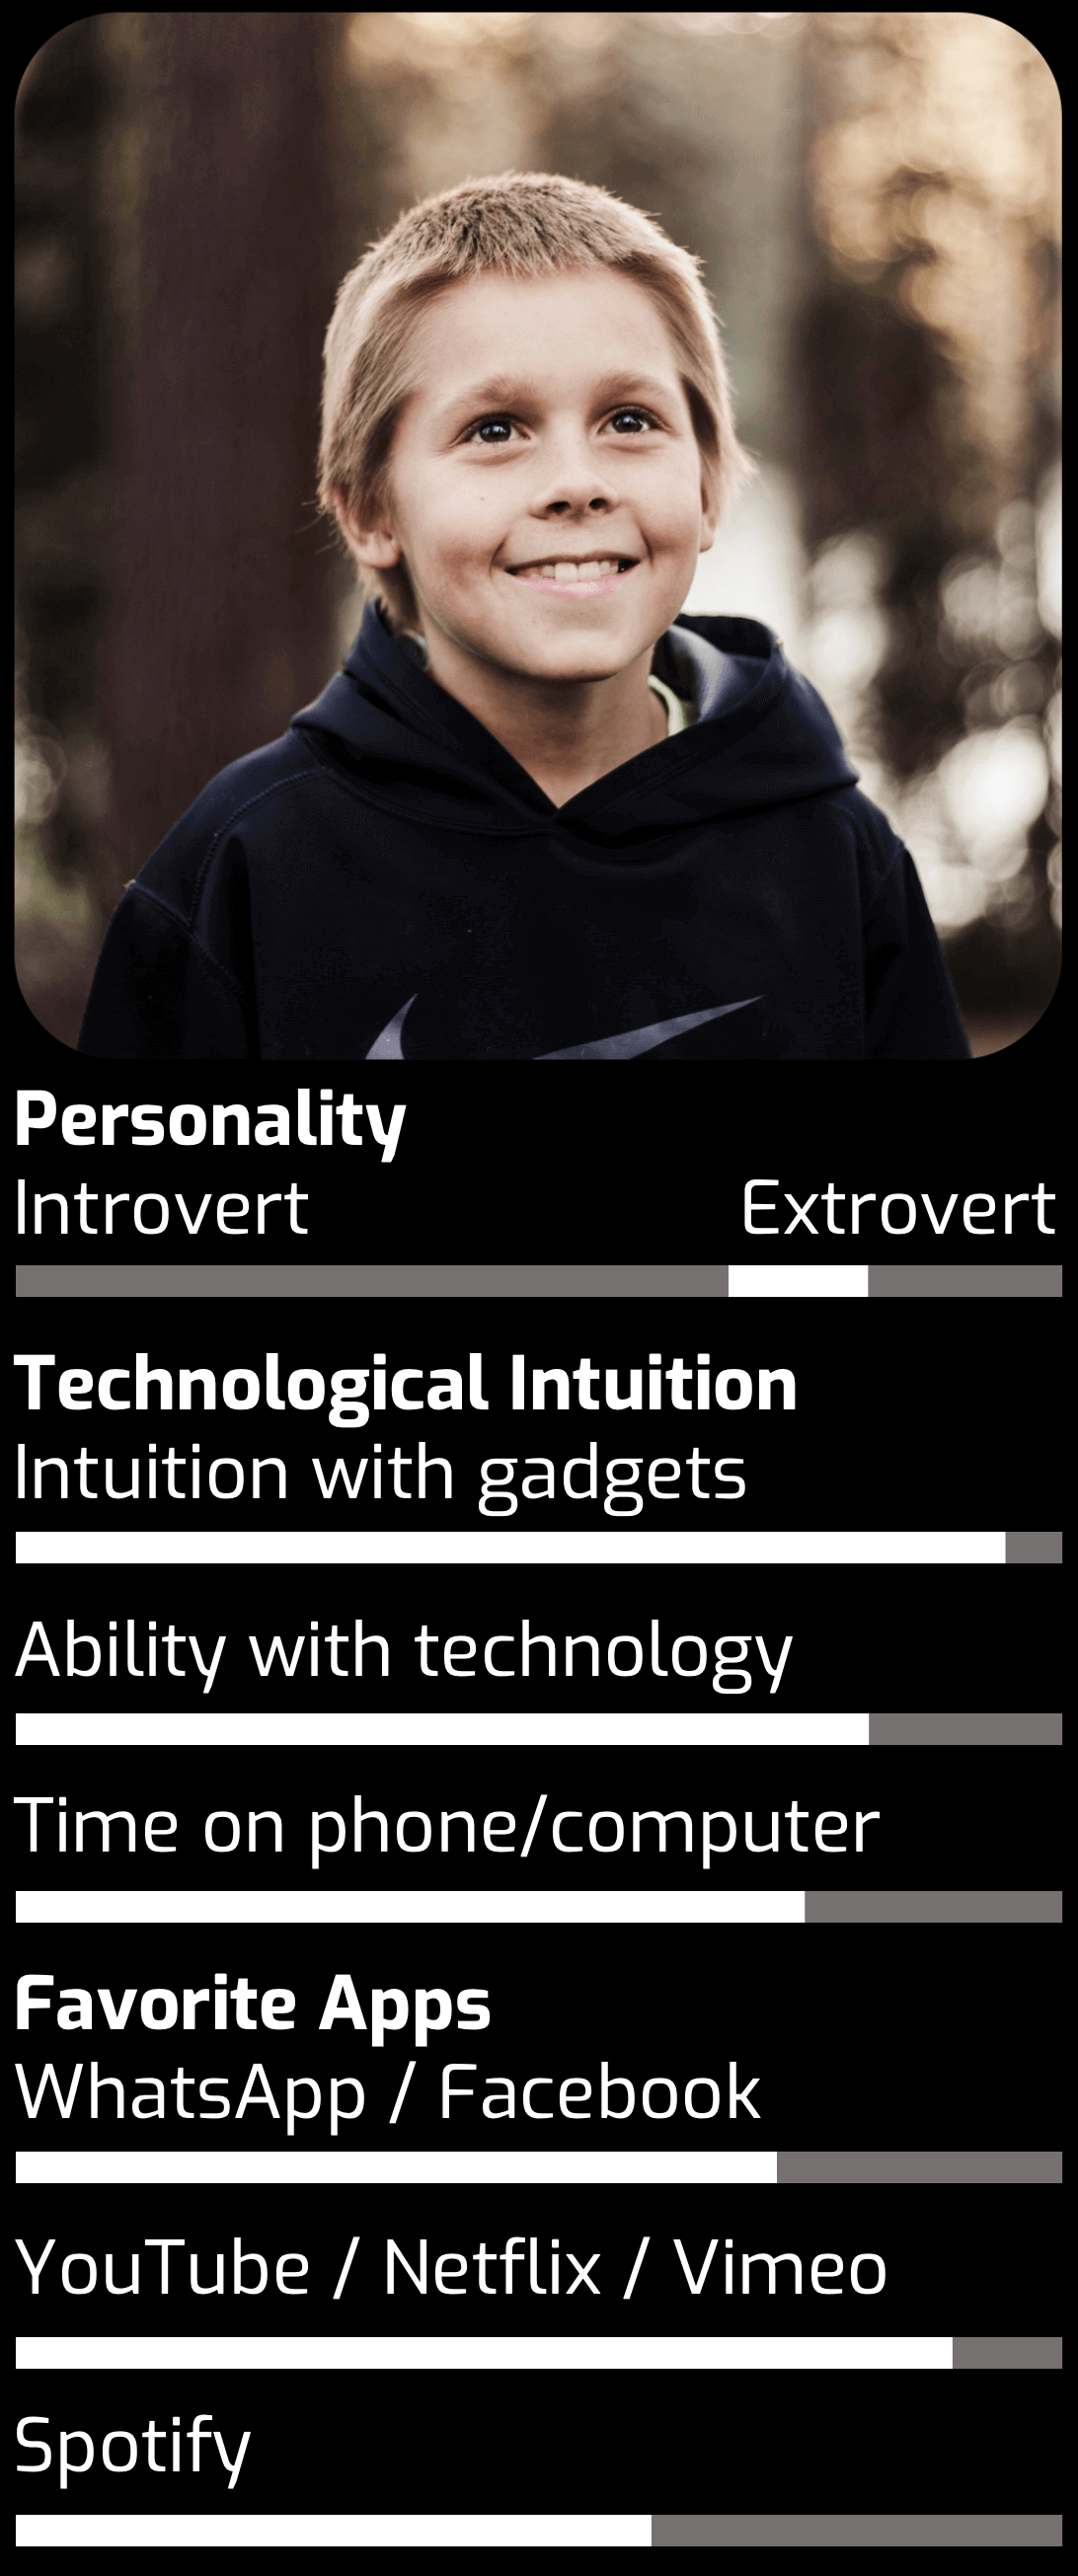 Personality
Introvert Extrovert
Technological Intuition
Intuition with gadgets
Ability with technology
Time on phone/computer
Favorite Apps
WhatsApp / Facebook
YouTube / Netflix / Vimeo
Spotify